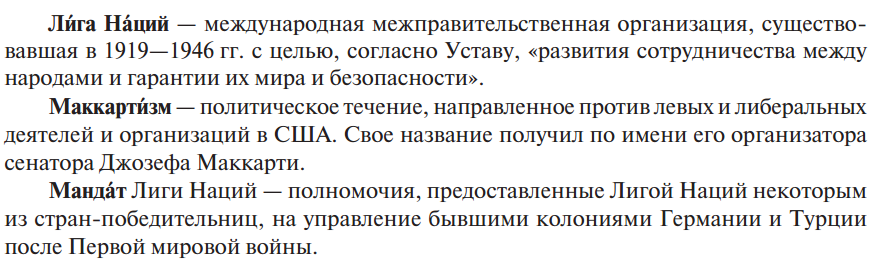 Ли́га На́ций — международная межправительственная организация, существо-
вавшая в 1919—1946 гг. с целью, согласно Уставу, «развития сотрудничества между
народами и гарантии их мира и безопасности».
Маккарти́зм — политическое течение, направленное против левых и либеральных
деятелей и организаций в США. Свое название получил по имени его организатора
сенатора Джозефа Маккарти.
Манда́т Лиги Наций — полномочия, предоставленные Лигой Наций некоторым
из стран-победительниц, на управление бывшими колониями Германии и Турции
после Первой мировой войны.